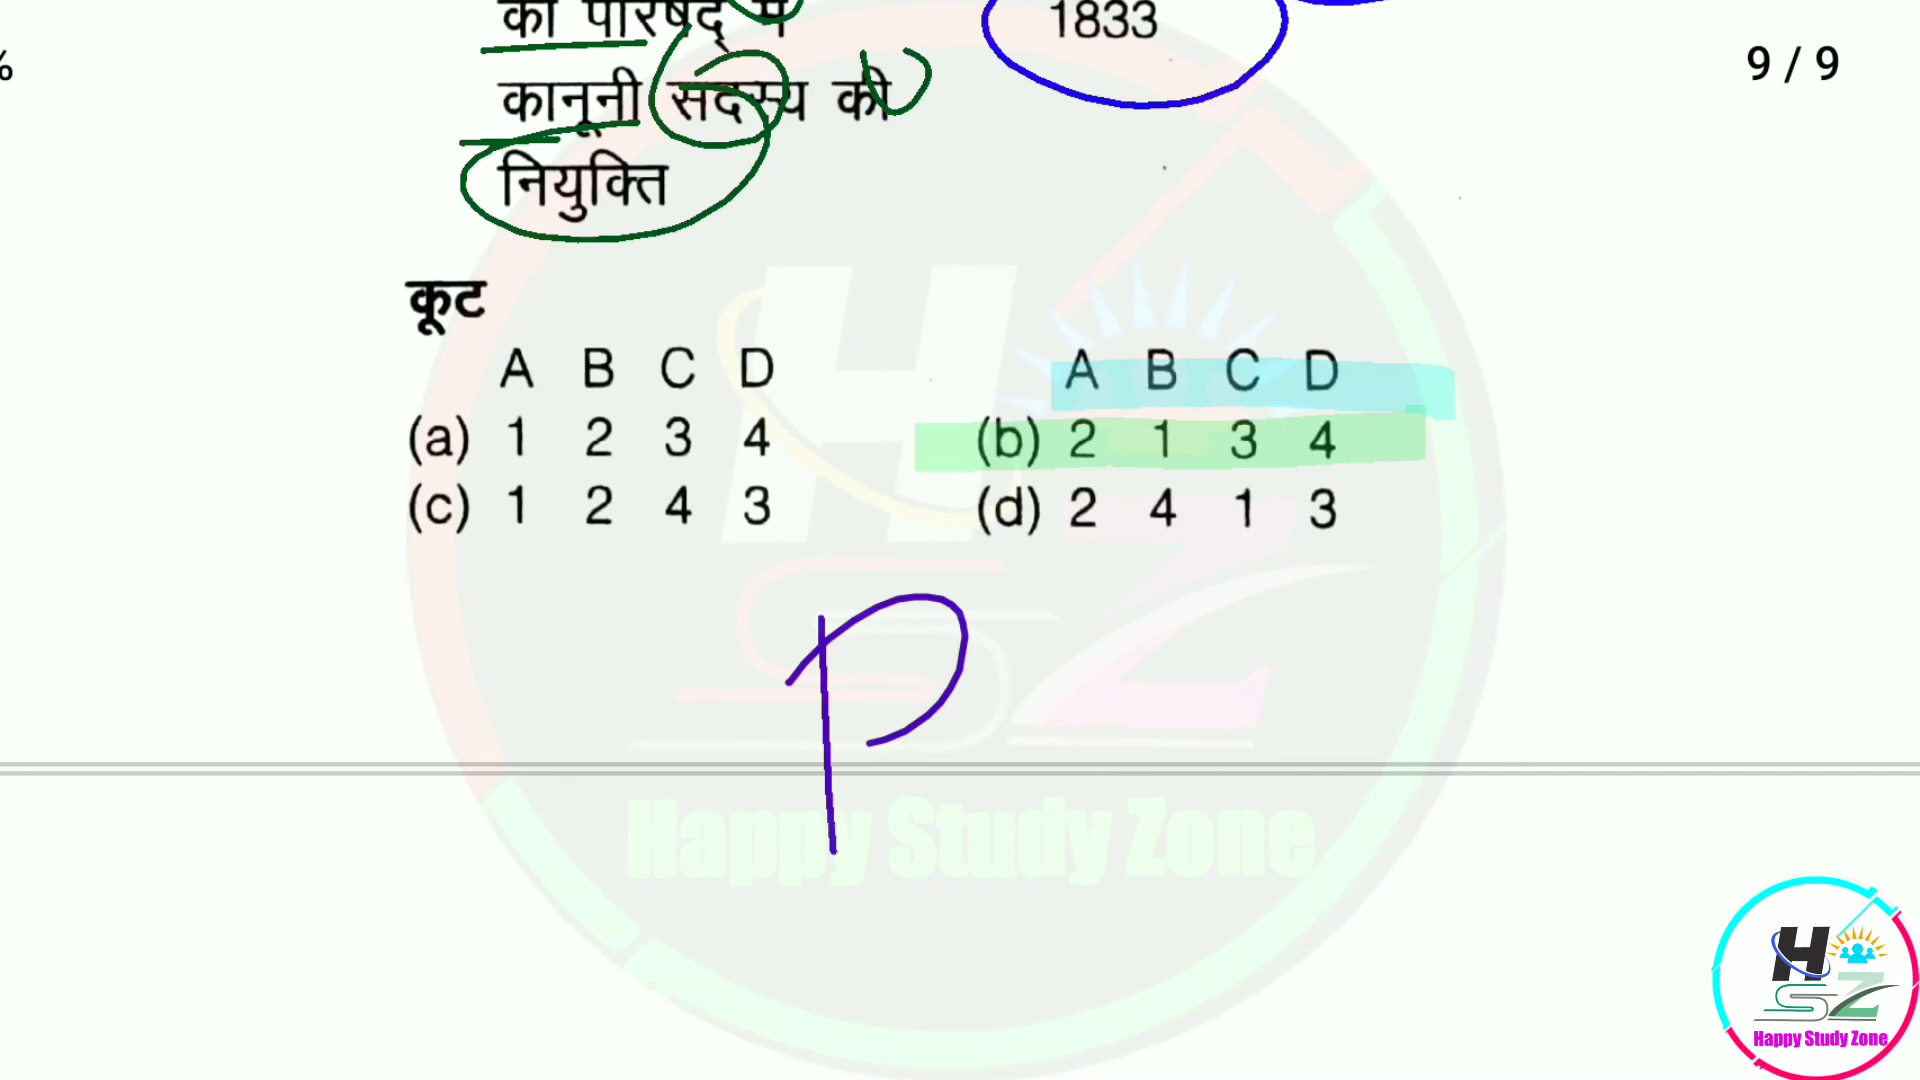 की परिषद् में 1833
% 9 / 9
कानूनी सदस्य की
नियुक्ति
कूट
A B C D A B C D
(a) 1 2 3 4 (b) 2 1 3 4
(c) 1 2 4 3 (d) 2 4 1 3
P
Happy Study Zone
H
SZ
Happy Study Zone